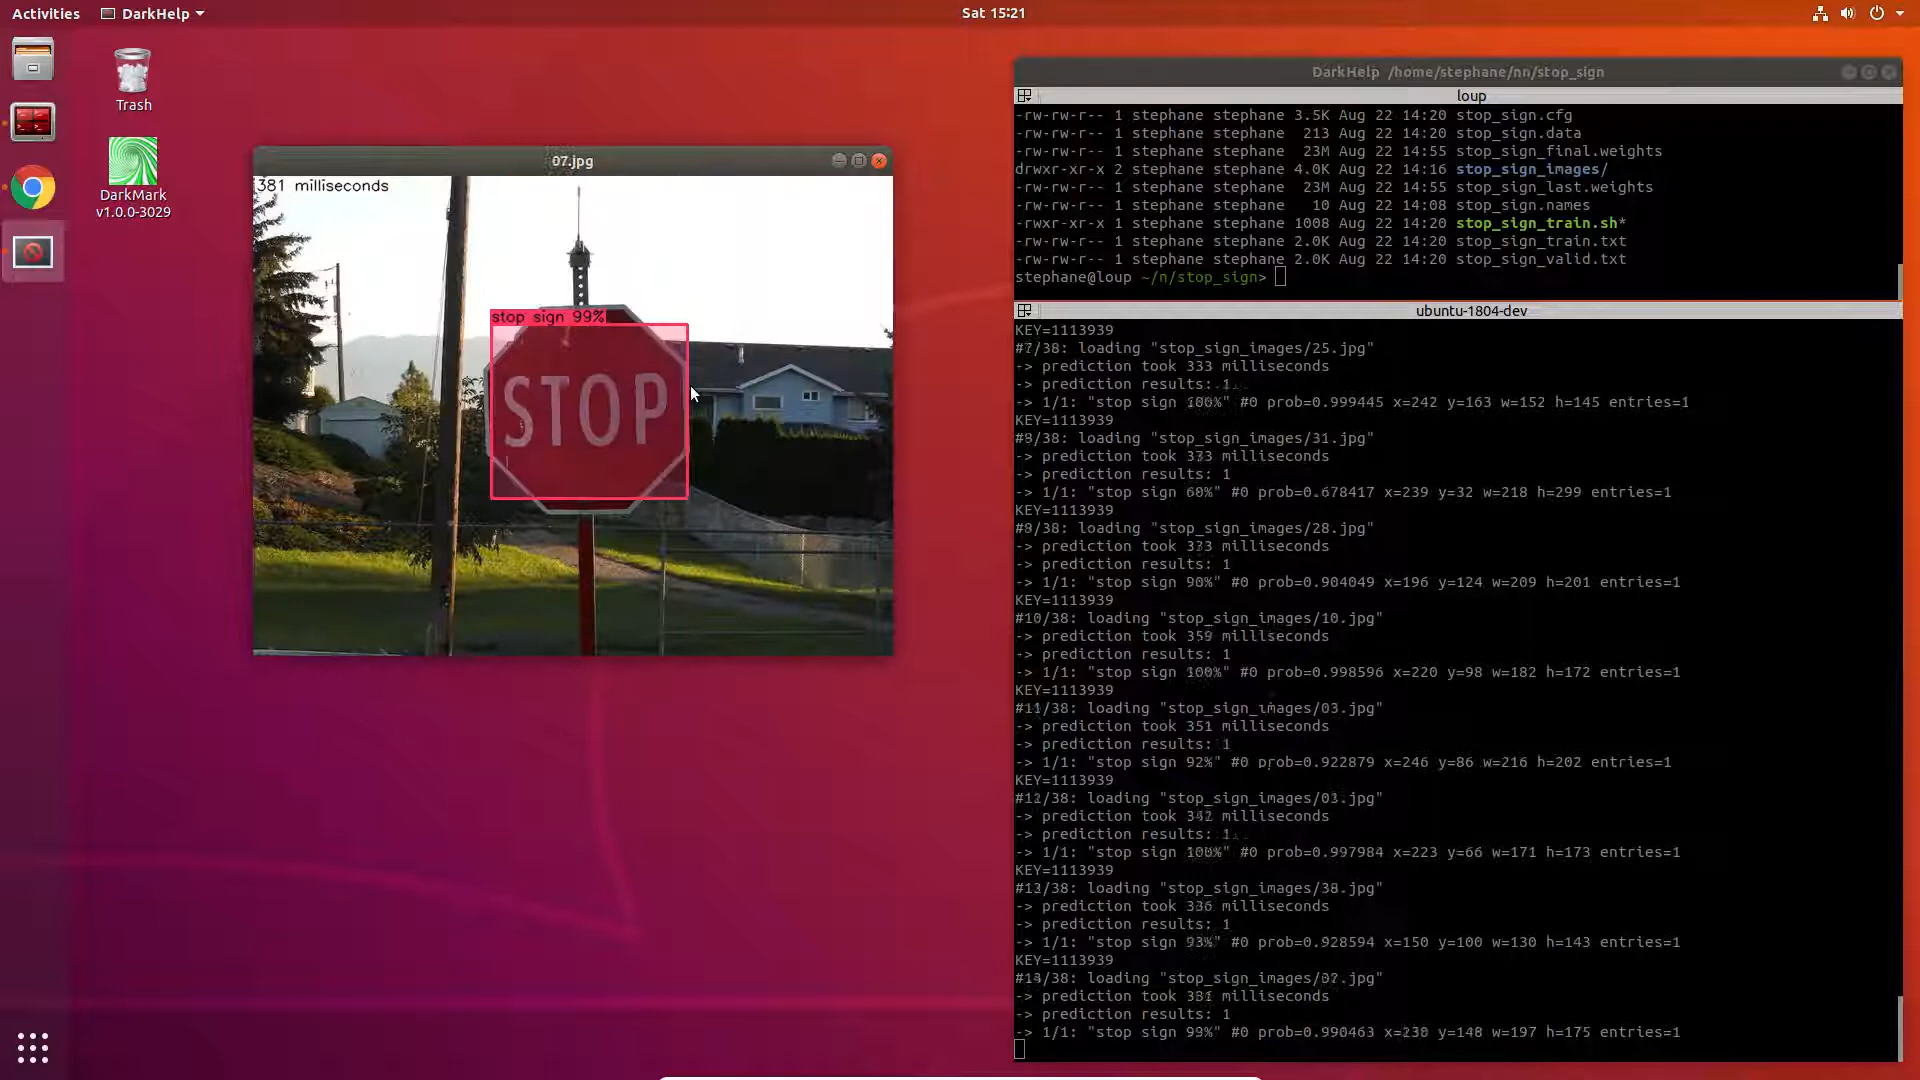 Activities
DarkHelp
Sat 15:21
Trash
DarkMark
v1.0.0-3029
07.jpg
381 milliseconds
stop sign 99%
STOP
DarkHelp /home/stephane/nn/stop_sign
loup
-rw-rw-r-- 1 stephane stephane 3.5K Aug 22 14:20 stop_sign.cfg
-rw-rw-r-- 1 stephane stephane  213 Aug 22 14:20 stop_sign.data
-rw-rw-r-- 1 stephane stephane  23M Aug 22 14:55 stop_sign_final.weights
drwxr-xr-x 2 stephane stephane 4.0K Aug 22 14:16 stop_sign_images/
-rw-rw-r-- 1 stephane stephane  23M Aug 22 14:55 stop_sign_last.weights
-rw-rw-r-- 1 stephane stephane   10 Aug 22 14:08 stop_sign.names
-rwxr-xr-x 1 stephane stephane 1008 Aug 22 14:20 stop_sign_train.sh*
-rw-rw-r-- 1 stephane stephane 2.0K Aug 22 14:20 stop_sign_train.txt
-rw-rw-r-- 1 stephane stephane 2.0K Aug 22 14:20 stop_sign_valid.txt
stephane@loup ~/n/stop_sign>
ubuntu-1804-dev
KEY=1113939
#7/38: loading "stop_sign_images/25.jpg"
-> prediction took 333 milliseconds
-> prediction results: 1
-> 1/1: "stop sign 100%" #0 prob=0.999445 x=242 y=163 w=152 h=145 entries=1
KEY=1113939
loading "stop_sign_images/31.jpg"
-> prediction took milliseconds
-> prediction results: 1
-> 1/1: "stop sign #0 prob=0.678417 x=239 y=32 w=218 h=299 entries=1
KEY=1113939
loading "stop_sign_images/28.jpg"
-> prediction took 333 milliseconds
-> prediction results: 1
-> 1/1: "stop sign 90%" #0 prob=0.904049 x=196 y=124 w=209 h=201 entries=1
KEY=1113939
#10/38: loading "stop_sign_images/10.jpg"
-> prediction took 359 milliseconds
-> prediction results: 1
-> 1/1: "stop sign 100%" #0 prob=0.998596 x=220 y=98 w=182 h=172 entries=1
KEY=1113939
#11/38: loading "stop_sign_images/03.jpg"
-> prediction took 351 milliseconds
-> prediction results: 1
-> 1/1: "stop sign 92%" #0 prob=0.922879 x=246 y=86 w=216 h=202 entries=1
KEY=1113939
#12/38: loading
-> prediction took milliseconds
-> prediction results: 1
-> 1/1: "stop sign 100%" #0 prob=0.997984 x=223 y=66 w=171 h=173 entries=1
KEY=1113939
#13/38: loading "stop_sign_images/38.jpg"
-> prediction took milliseconds
-> prediction results: 1
-> 1/1: "stop sign 93%" #0 prob=0.928594 x=150 y=100 w=130 h=143 entries=1
KEY=1113939
#14/38: loading
-> prediction took milliseconds
-> prediction results: 1
-> 1/1: "stop sign 99%" #0 prob=0.990463 x=230 y=148 w=197 h=175 entries=1